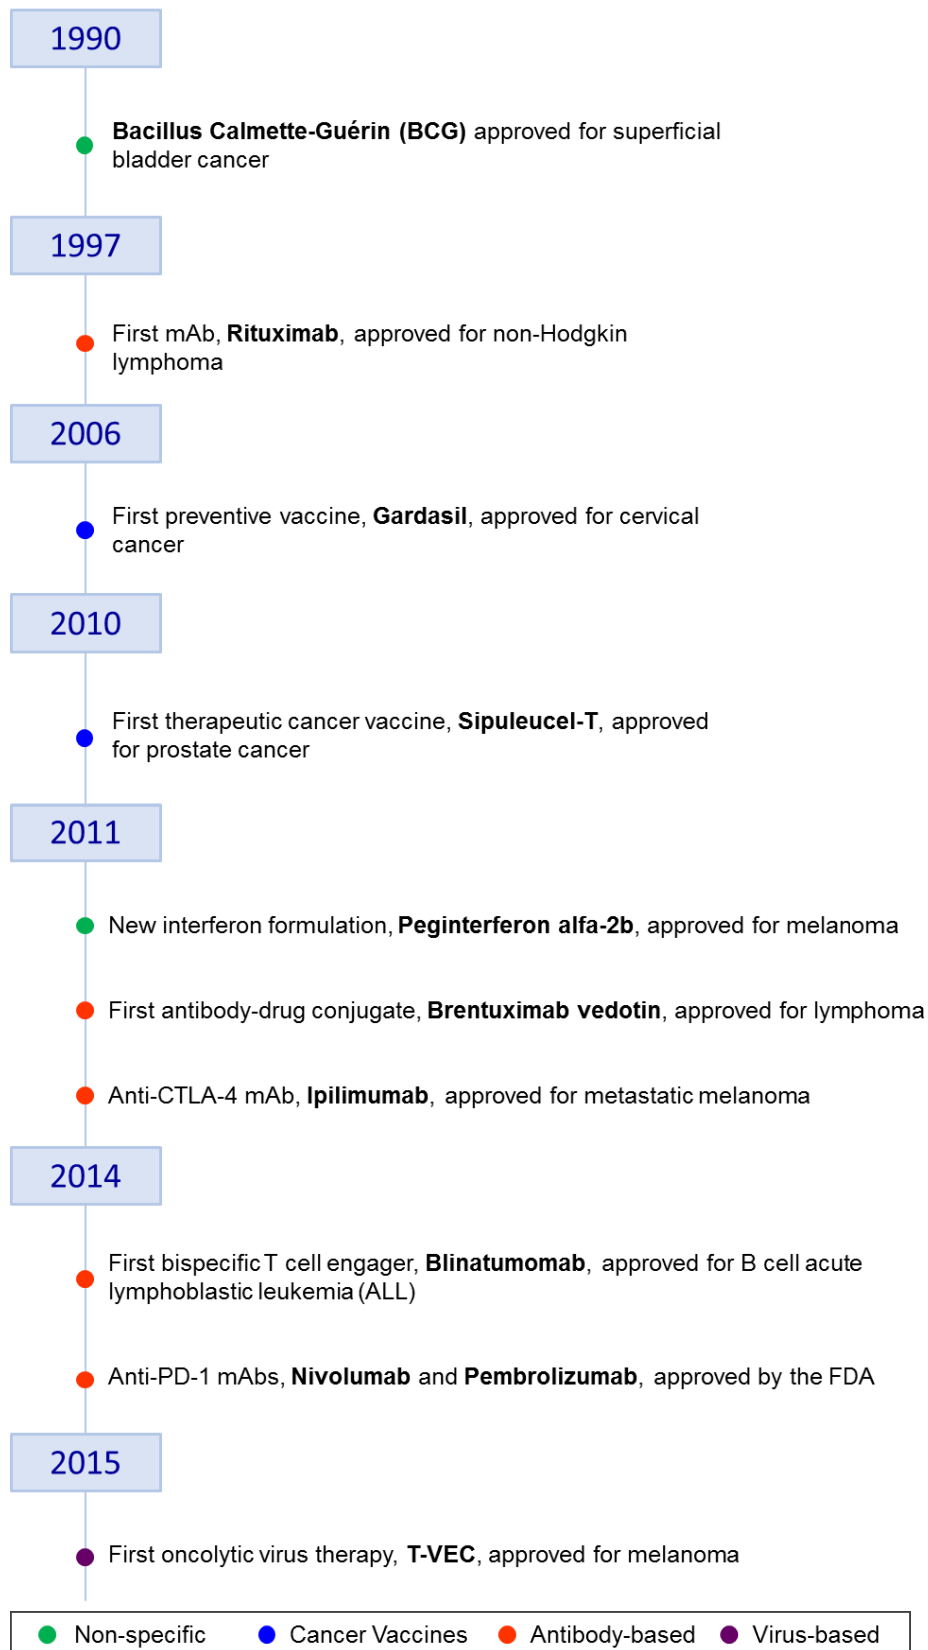 1990
Bacillus Calmette-Guérin (BCG) approved for superficial
bladder cancer
1997
First mAb, Rituximab, approved for non-Hodgkin
lymphoma
2006
First preventive vaccine, Gardasil, approved for cervical
cancer
2010
First therapeutic cancer vaccine, Sipuleucel-T, approved
for prostate cancer
2011
New interferon formulation, Peginterferon alfa-2b, approved for melanoma
First antibody-drug conjugate, Brentuximab vedotin, approved for lymphoma
Anti-CTLA-4 mAb, Ipilimumab, approved for metastatic melanoma
2014
First bispecific T cell engager, Blinatumomab, approved for B cell acute
lymphoblastic leukemia (ALL)
Anti-PD-1 mAbs, Nivolumab and Pembrolizumab, approved by the FDA
2015
First oncolytic virus therapy, T-VEC, approved for melanoma
Non-specific Cancer Vaccines Antibody-based Virus-based